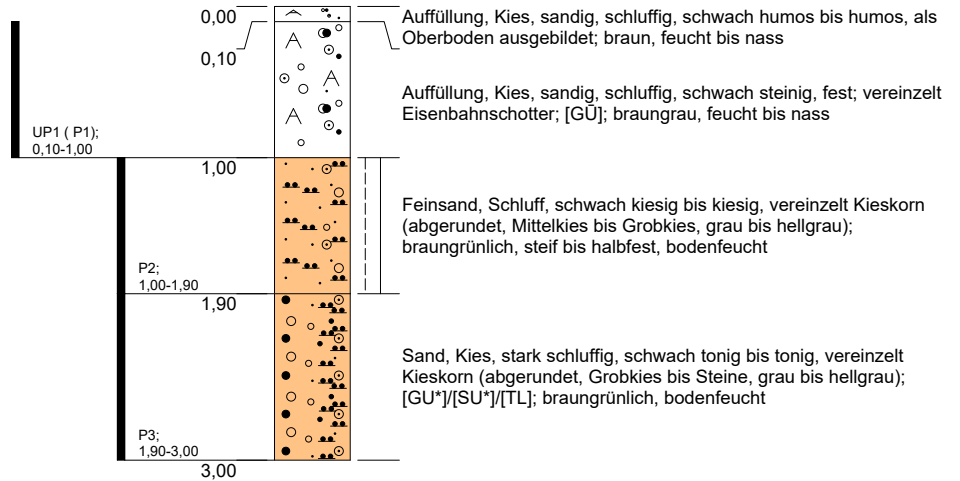 0,00
Auffüllung, Kies, sandig, schluffig, schwach humos bis humos, als
Oberboden ausgebildet; braun, feucht bis nass
0,10
Auffüllung, Kies, sandig, schluffig, schwach steinig, fest; vereinzelt
Eisenbahnschotter; [GŪ]; braungrau, feucht bis nass
UP1 ( P1);
0,10-1,00
1,00
Feinsand, Schluff, schwach kiesig bis kiesig, vereinzelt Kieskorn
(abgerundet, Mittelkies bis Grobkies, grau bis hellgrau);
braungrünlich, steif bis halbfest, bodenfeucht
P2;
1,00-1,90
1,90
Sand, Kies, stark schluffig, schwach tonig bis tonig, vereinzelt
Kieskorn (abgerundet, Grobkies bis Steine, grau bis hellgrau);
[GU*]/[SU*]/[TL]; braungrünlich, bodenfeucht
P3;
1,90-3,00
3,00